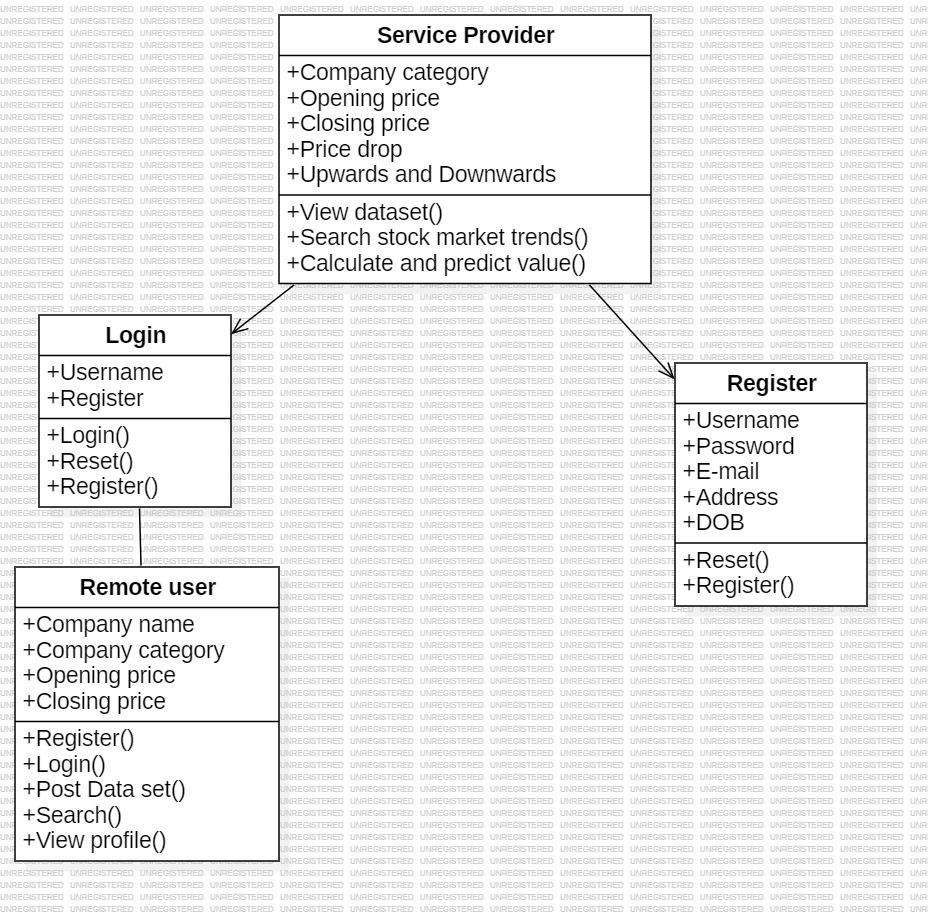 Service Provider
+Company category
+Opening price
+Closing price
+Price drop
+Upwards and Downwards
+View dataset()
+Search stock market trends()
+Calculate and predict value()
Login
+Username
+Register
+Login()
+Reset()
+Register()
Register
+Username
+Password
+E-mail
+Address
+DOB
+Reset()
+Register()
Remote user
+Company name
+Company category
+Opening price
+Closing price
+Register()
+Login()
+Post Data set()
+Search()
+View profile()
UNREGISTERED